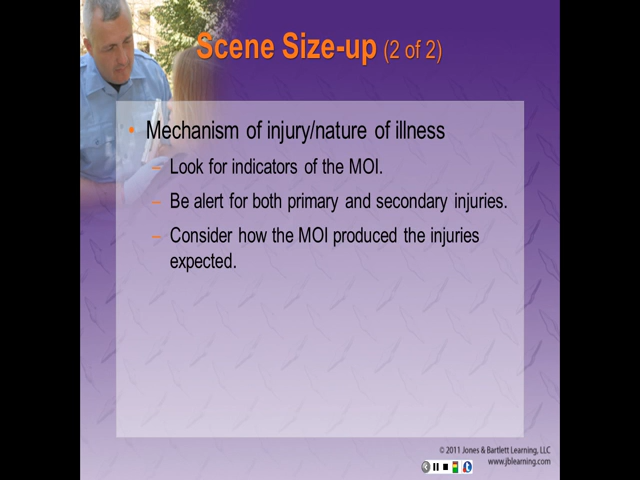 Scene Size-up (2 of 2)
• Mechanism of injury/nature of illness
– Look for indicators of the MOI.
– Be alert for both primary and secondary injuries.
– Consider how the MOI produced the injuries
expected.
© 2011 Jones & Bartlett Learning, LLC
www.jblearning.com